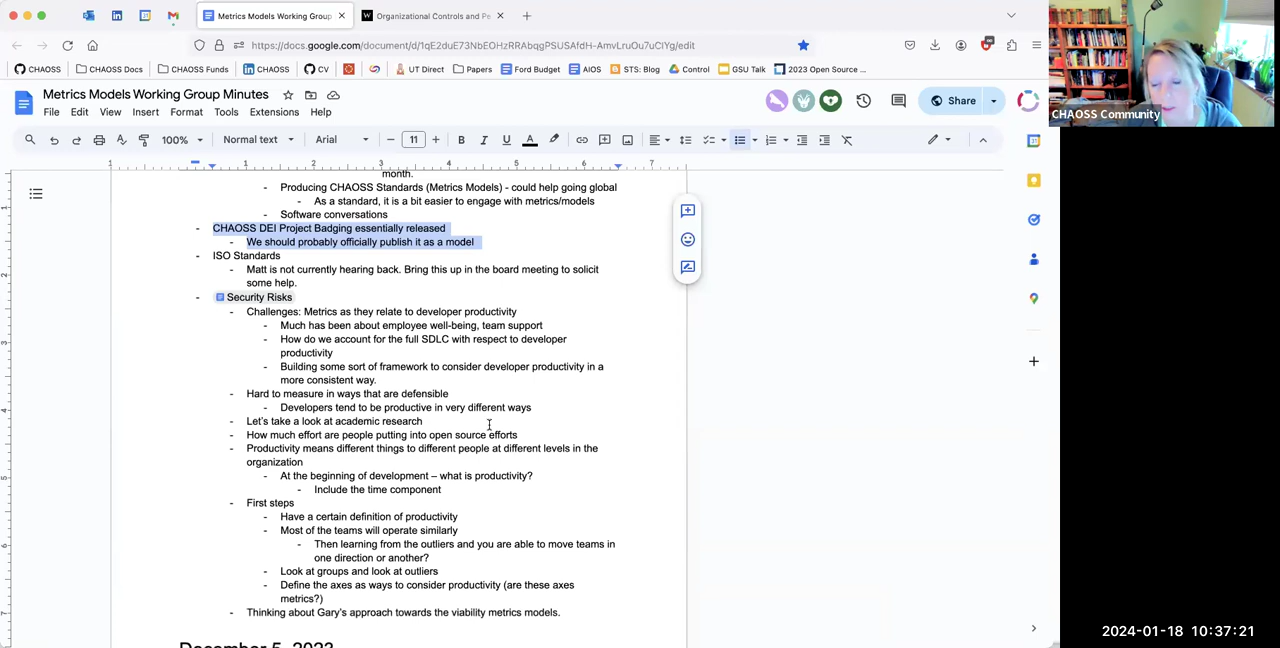 Metrics Models Working Group
Organizational Controls and Pe
https://docs.google.com/document/d/1qE2duE73NbEOHzRRAbqgPSUSAfdH-AmvLruOu7uCIYg/edit
CHAOSS
CHAOSS Docs
CHAOSS Funds
CHAOSS
CV
UT Direct
Papers
Ford Budget
AIOS
STS: Blog
Control
GSU Talk
2023 Open Source ...
Metrics Models Working Group Minutes
File Edit View Insert Format Tools Extensions Help
Share
100% Normal text Arial 11
CHAOSS Community
month.
- Producing CHAOSS Standards (Metrics Models) - could help going global
- As a standard, it is a bit easier to engage with metrics/models
- Software conversations
- CHAOSS DEI Project Badging essentially released
- We should probably officially publish it as a model
- ISO Standards
- Matt is not currently hearing back. Bring this up in the board meeting to solicit
some help.
- Security Risks
- Challenges: Metrics as they relate to developer productivity
- Much has been about employee well-being, team support
- How do we account for the full SDLC with respect to developer
productivity
- Building some sort of framework to consider developer productivity in a
more consistent way.
- Hard to measure in ways that are defensible
- Developers tend to be productive in very different ways
- Let's take a look at academic research
- How much effort are people putting into open source efforts
- Productivity means different things to different people at different levels in the
organization
- At the beginning of development – what is productivity?
- Include the time component
- First steps
- Have a certain definition of productivity
- Most of the teams will operate similarly
- Then learning from the outliers and you are able to move teams in
one direction or another?
- Look at groups and look at outliers
- Define the axes as ways to consider productivity (are these axes
metrics?)
- Thinking about Gary's approach towards the viability metrics models.
December 5, 2023
2024-01-18 10:37:21